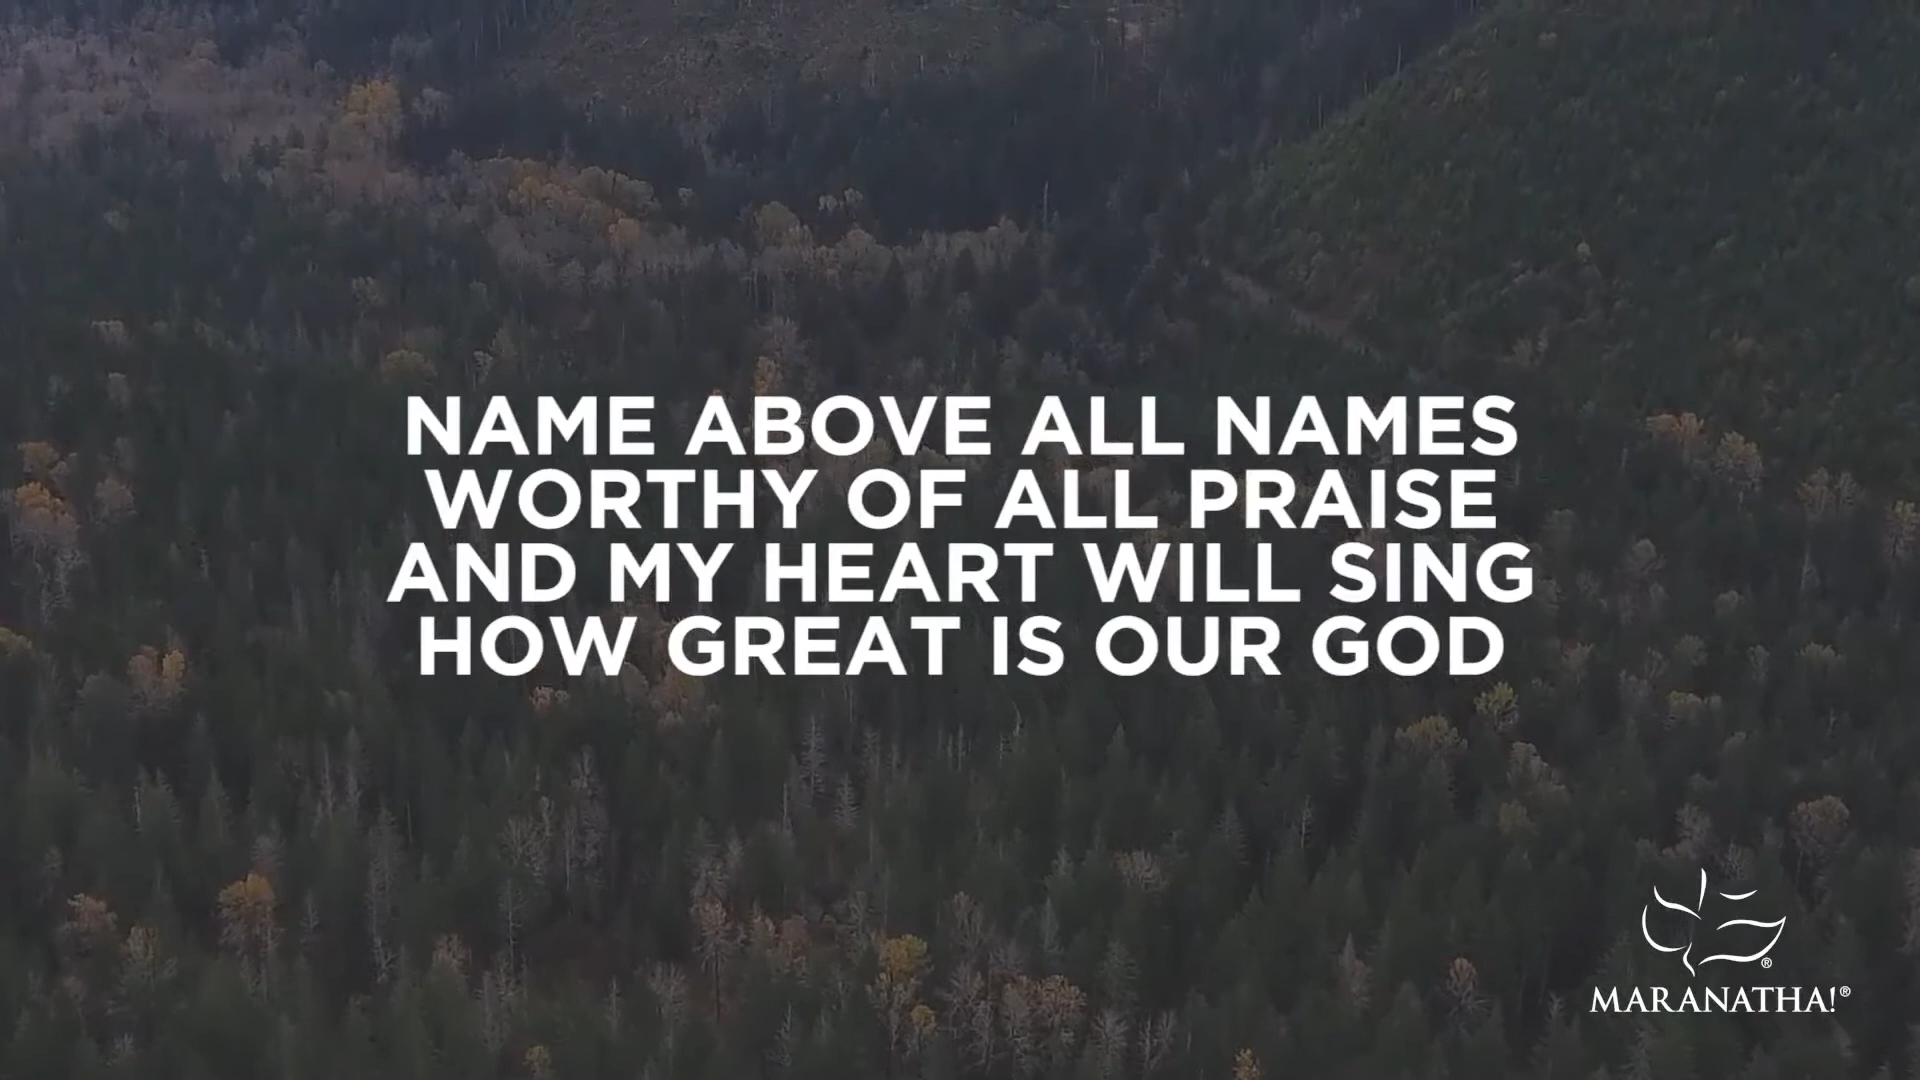 NAME ABOVE ALL NAMES
WORTHY OF ALL PRAISE
AND MY HEART WILL SING
HOW GREAT IS OUR GOD
®
MARANATHA!®